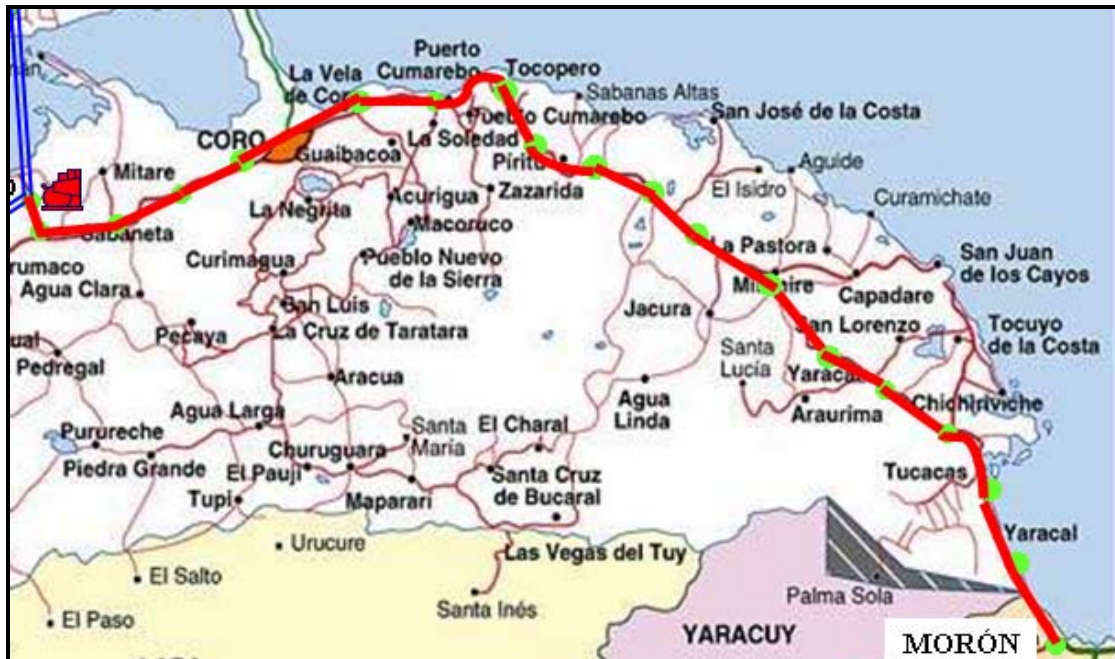 Puerto
Cumarebo
Tocopero
La Vela
de Cor
Sabanas Altas
Pueblo Cumarebo
San José de la Costa
CORO
La Soledad
Guaibacoa
Píritu
Aguide
Mitare
Acurigua
Zazarida
El Isidro
Curamichate
La Negrita
Macoruco
Sabaneta
La Pastora
Curimagua
Pueblo Nuevo
de la Sierra
San Juan
de los Cayos
rumaco
Agua Clara
Capadare
San Luis
Jacura
Pecaya
La Cruz de Taratara
San Lorenzo
Tocuyo
de la Costa
ual
Pedregal
Santa
Lucía
Aracua
Yaracal
Agua
Linda
Araurima
Chichiriviche
Agua Larga
Santa
María
El Charal
Purureche
Churuguara
Piedra Grande
El Pauji
Santa Cruz
de Bucaral
Tucacas
Tupi
Maparari
Yaracal
Urucure
Las Vegas del Tuy
El Salto
Palma Sola
Santa Inés
El Paso
YARACUY
MORÓN